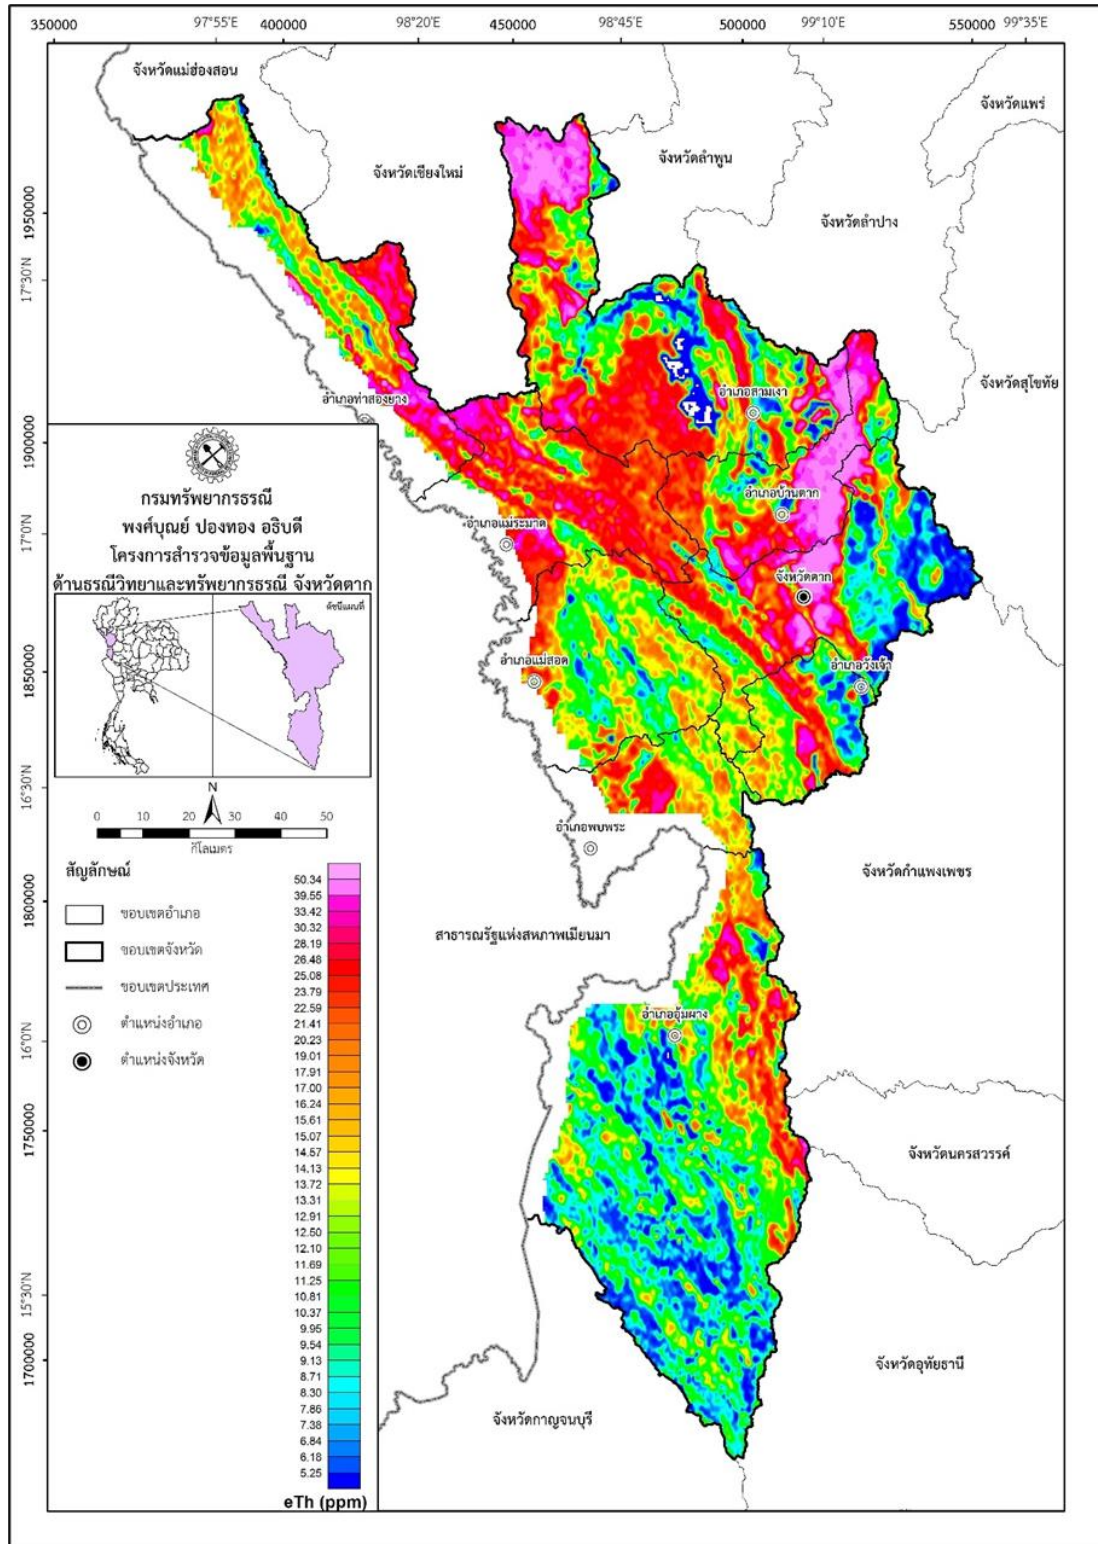 350000 97°55'E 400000 98°20'E 450000 98°45'E 500000 99°10'E 550000 99°35'E
จังหวัดแม่ฮ่องสอน
จังหวัดแพร่
จังหวัดเชียงใหม่
จังหวัดลำพูน
จังหวัดลำปาง
จังหวัดสุโขทัย
อำเภอท่าสองยาง
อำเภอสามเงา
อำเภอบ้านตาก
อำเภอแม่ระมาด
จังหวัดตาก
อำเภอแม่สอด
อำเภอวังเจ้า
อำเภอพบพระ
จังหวัดกำแพงเพชร
สาธารณรัฐแห่งสหภาพเมียนมา
อำเภออุ้มผาง
จังหวัดนครสวรรค์
จังหวัดอุทัยธานี
จังหวัดกาญจนบุรี
1950000
17°30'N
1900000
17°0'N
1850000
16°30'N
1800000
16°0'N
1750000
15°30'N
1700000
กรมทรัพยากรธรณี
พงศ์บุณย์ ปองทอง อธิบดี
โครงการสำรวจข้อมูลพื้นฐาน
ด้านธรณีวิทยาและทรัพยากรธรณี จังหวัดตาก
ดัชนีแผนที่
N
0 10 20 30 40 50
กิโลเมตร
สัญลักษณ์
ขอบเขตอำเภอ
ขอบเขตจังหวัด
ขอบเขตประเทศ
ตำแหน่งอำเภอ
ตำแหน่งจังหวัด
50.34
39.55
33.42
30.32
28.19
26.48
25.08
23.79
22.59
21.41
20.23
19.01
17.91
17.00
16.24
15.61
15.07
14.57
14.13
13.72
13.31
12.91
12.50
12.10
11.69
11.25
10.81
10.37
9.95
9.54
9.13
8.71
8.30
7.86
7.38
6.84
6.18
5.25
eTh (ppm)